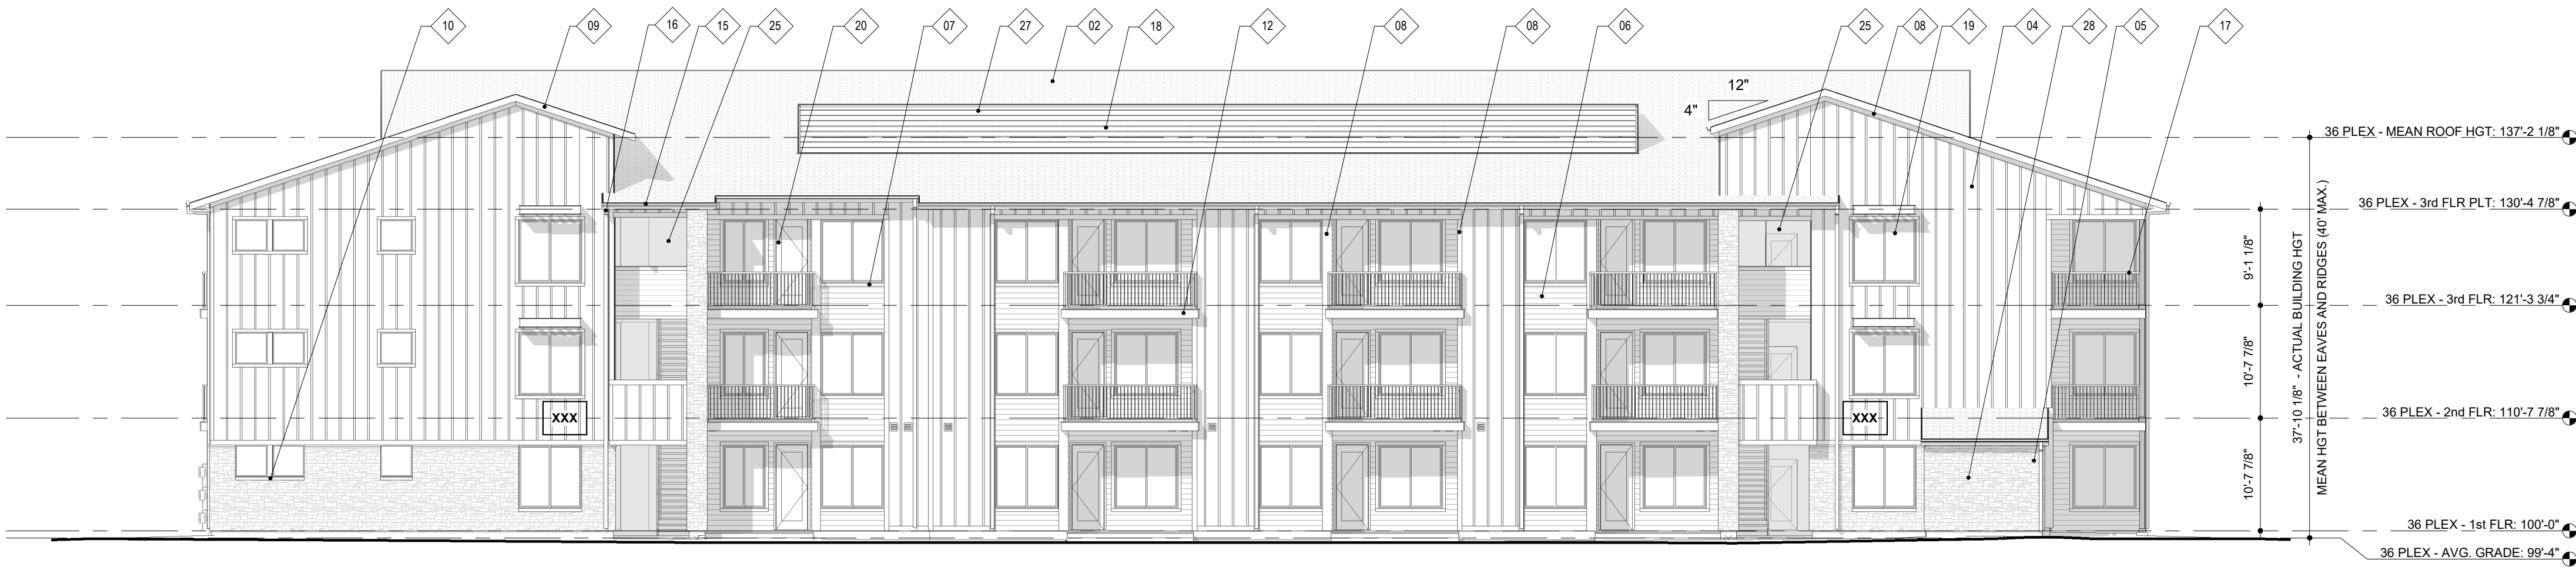 10 09 16 15 25 20 07 27 02 18 12 08 08 06 25 08 19 04 28 05 17
12"
4"
36 PLEX - MEAN ROOF HGT: 137'-2 1/8"
36 PLEX - 3rd FLR PLT: 130'-4 7/8"
9'-1 1/8"
36 PLEX - 3rd FLR: 121'-3 3/4"
10'-7 7/8"
37'-10 1/8" - ACTUAL BUILDING HGT
MEAN HGT BETWEEN EAVES AND RIDGES (40' MAX.)
XXX
XXX
36 PLEX - 2nd FLR: 110'-7 7/8"
10'-7 7/8"
36 PLEX - 1st FLR: 100'-0"
36 PLEX - AVG. GRADE: 99'-4"